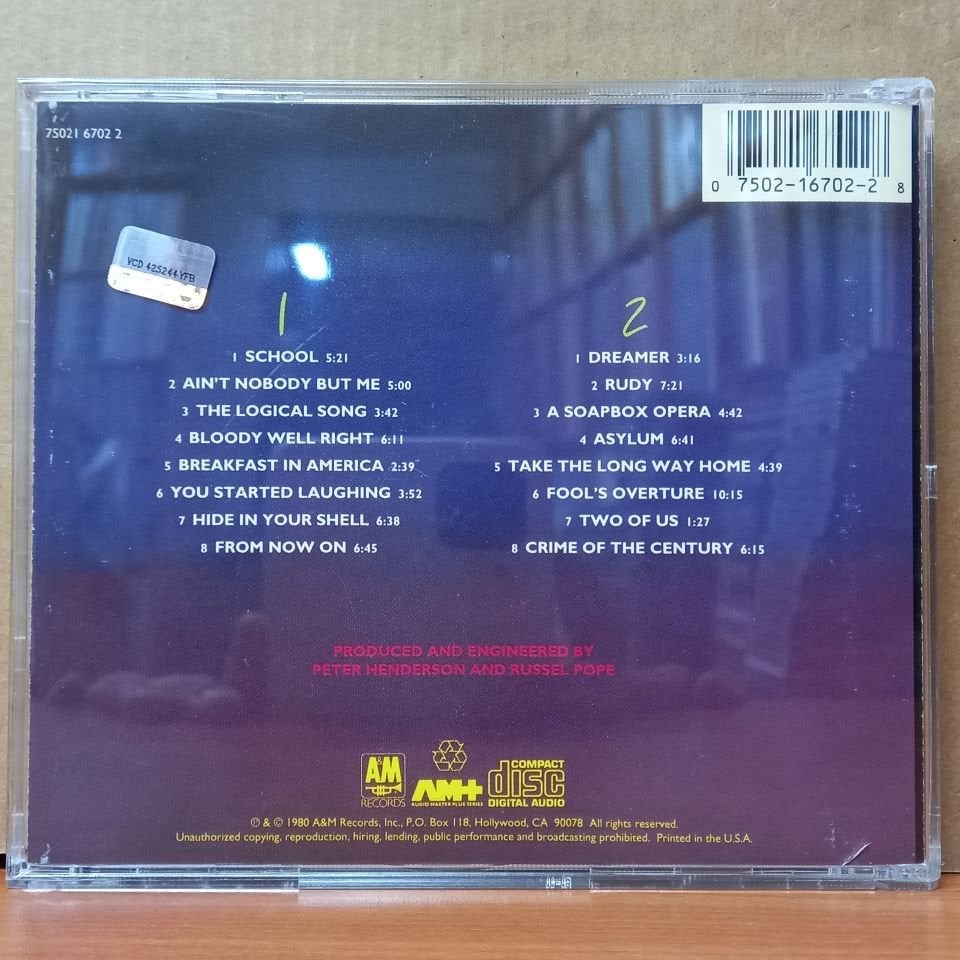 75021 6702 2
0 7502-16702-2 8
VCD 425244 YFB
1
1 SCHOOL 5:21
2 AIN'T NOBODY BUT ME 5:00
3 THE LOGICAL SONG 3:42
4 BLOODY WELL RIGHT 6:11
5 BREAKFAST IN AMERICA 2:39
6 YOU STARTED LAUGHING 3:52
7 HIDE IN YOUR SHELL 6:38
8 FROM NOW ON 6:45
2
1 DREAMER 3:16
2 RUDY 7:21
3 A SOAPBOX OPERA 4:42
4 ASYLUM 6:41
5 TAKE THE LONG WAY HOME 4:39
6 FOOL'S OVERTURE 10:15
7 TWO OF US 1:27
8 CRIME OF THE CENTURY 6:15
PRODUCED AND ENGINEERED BY
PETER HENDERSON AND RUSSEL POPE
A&M
RECORDS
AM+
AUDIO MASTER PLUS SERIES
COMPACT
disc
DIGITAL AUDIO
℗ & © 1980 A&M Records, Inc., P.O. Box 118, Hollywood, CA 90078 All rights reserved.
Unauthorized copying, reproduction, hiring, lending, public performance and broadcasting prohibited. Printed in the U.S.A.